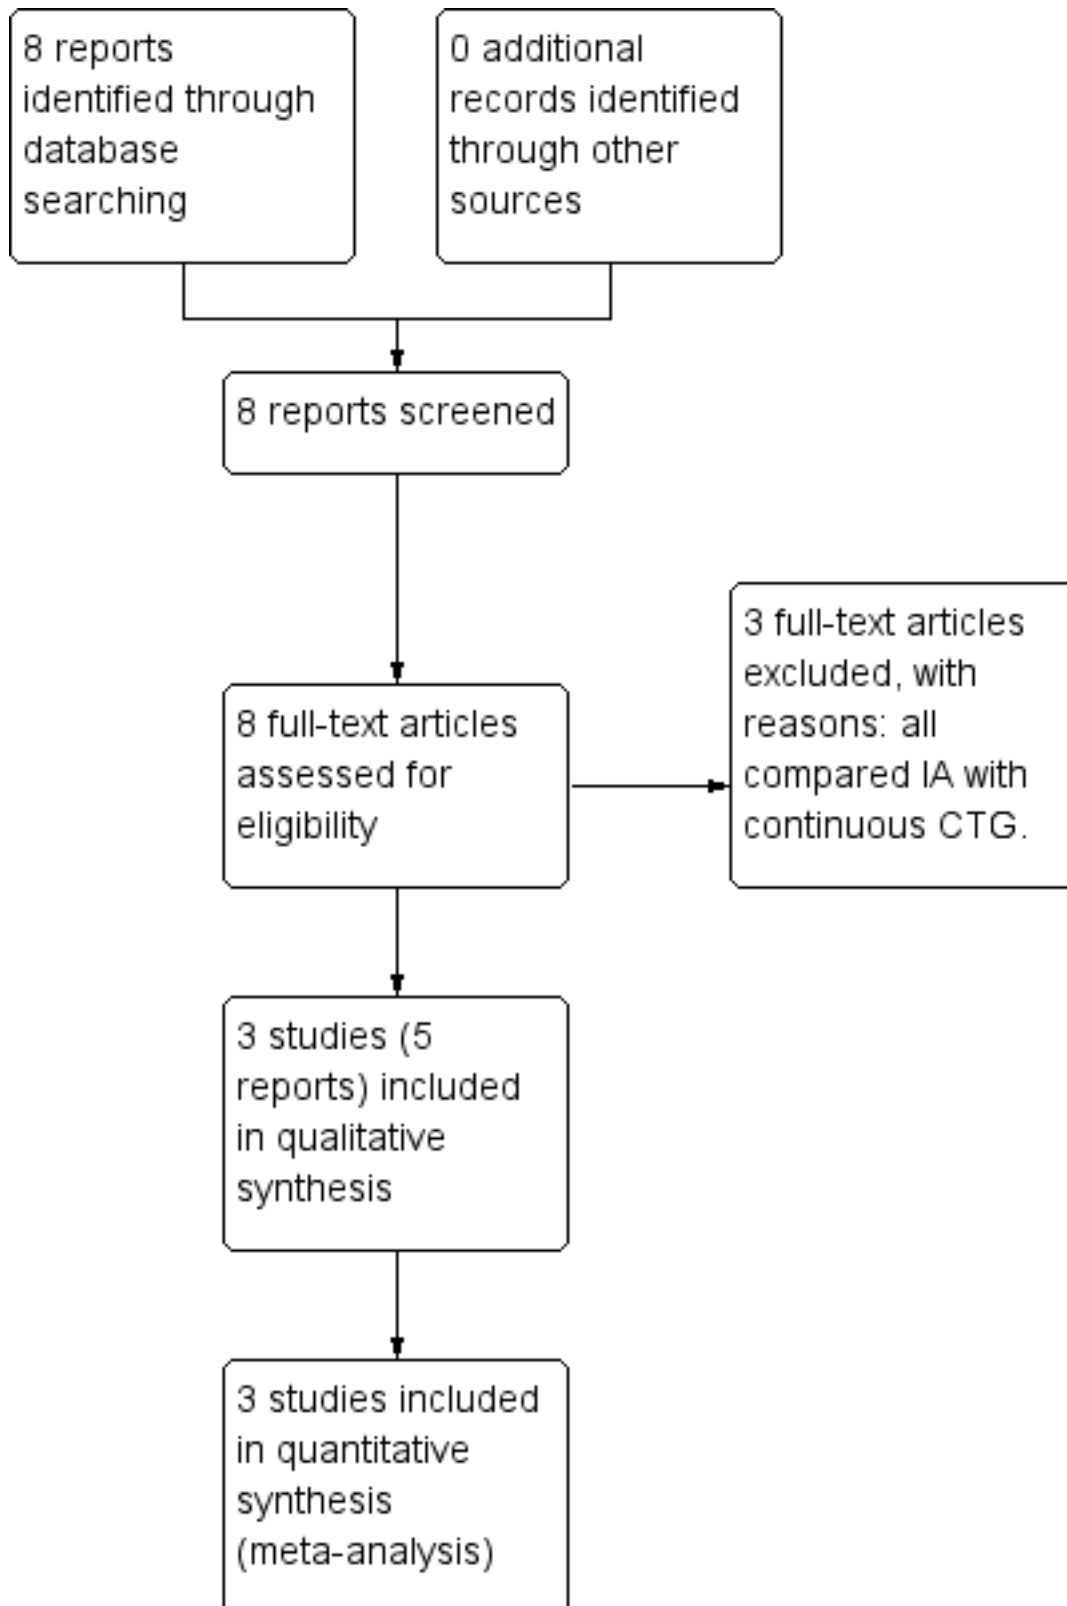 8 reports
identified through
database
searching
0 additional
records identified
through other
sources
8 reports screened
8 full-text articles
assessed for
eligibility
3 full-text articles
excluded, with
reasons: all
compared IA with
continuous CTG.
3 studies (5
reports) included
in qualitative
synthesis
3 studies included
in quantitative
synthesis
(meta-analysis)